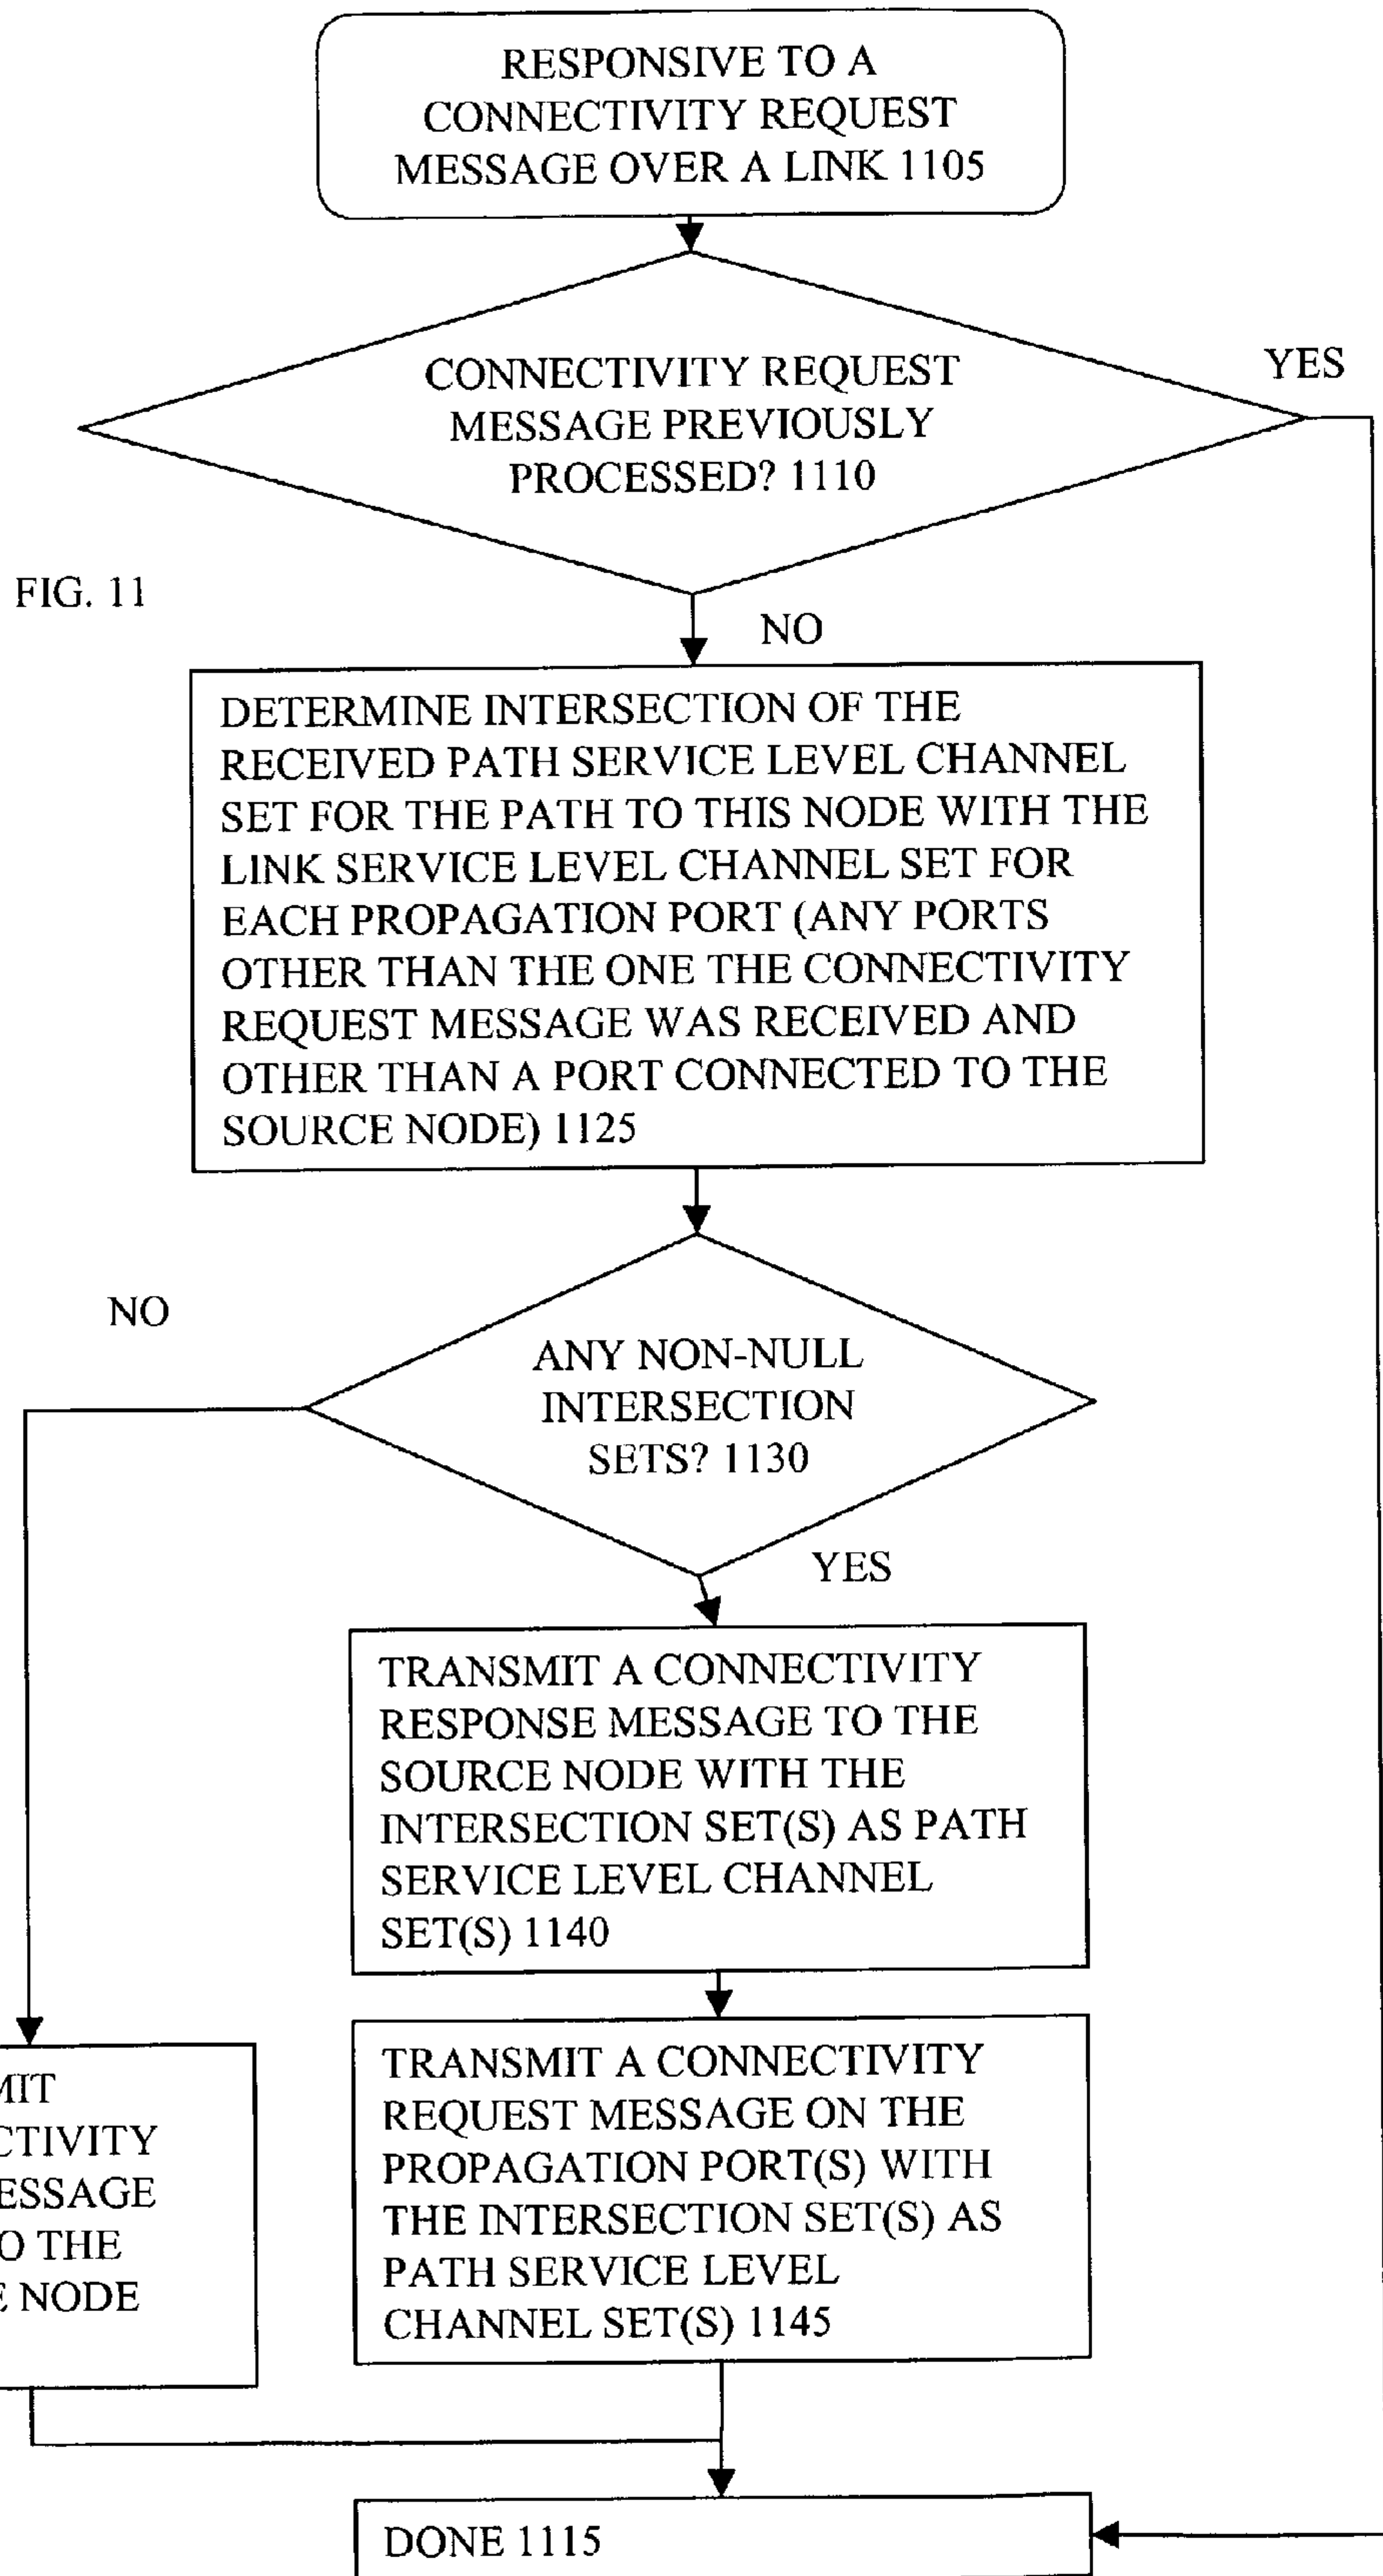 RESPONSIVE TO A
CONNECTIVITY REQUEST
MESSAGE OVER A LINK 1105
CONNECTIVITY REQUEST
MESSAGE PREVIOUSLY
PROCESSED? 1110
YES
FIG. 11
NO
DETERMINE INTERSECTION OF THE
RECEIVED PATH SERVICE LEVEL CHANNEL
SET FOR THE PATH TO THIS NODE WITH THE
LINK SERVICE LEVEL CHANNEL SET FOR
EACH PROPAGATION PORT (ANY PORTS
OTHER THAN THE ONE THE CONNECTIVITY
REQUEST MESSAGE WAS RECEIVED AND
OTHER THAN A PORT CONNECTED TO THE
SOURCE NODE) 1125
NO
ANY NON-NULL
INTERSECTION
SETS? 1130
YES
TRANSMIT A CONNECTIVITY
RESPONSE MESSAGE TO THE
SOURCE NODE WITH THE
INTERSECTION SET(S) AS PATH
SERVICE LEVEL CHANNEL
SET(S) 1140
TRANSMIT A CONNECTIVITY
REQUEST MESSAGE ON THE
PROPAGATION PORT(S) WITH
THE INTERSECTION SET(S) AS
PATH SERVICE LEVEL
CHANNEL SET(S) 1145
THE
NODE
DONE 1115